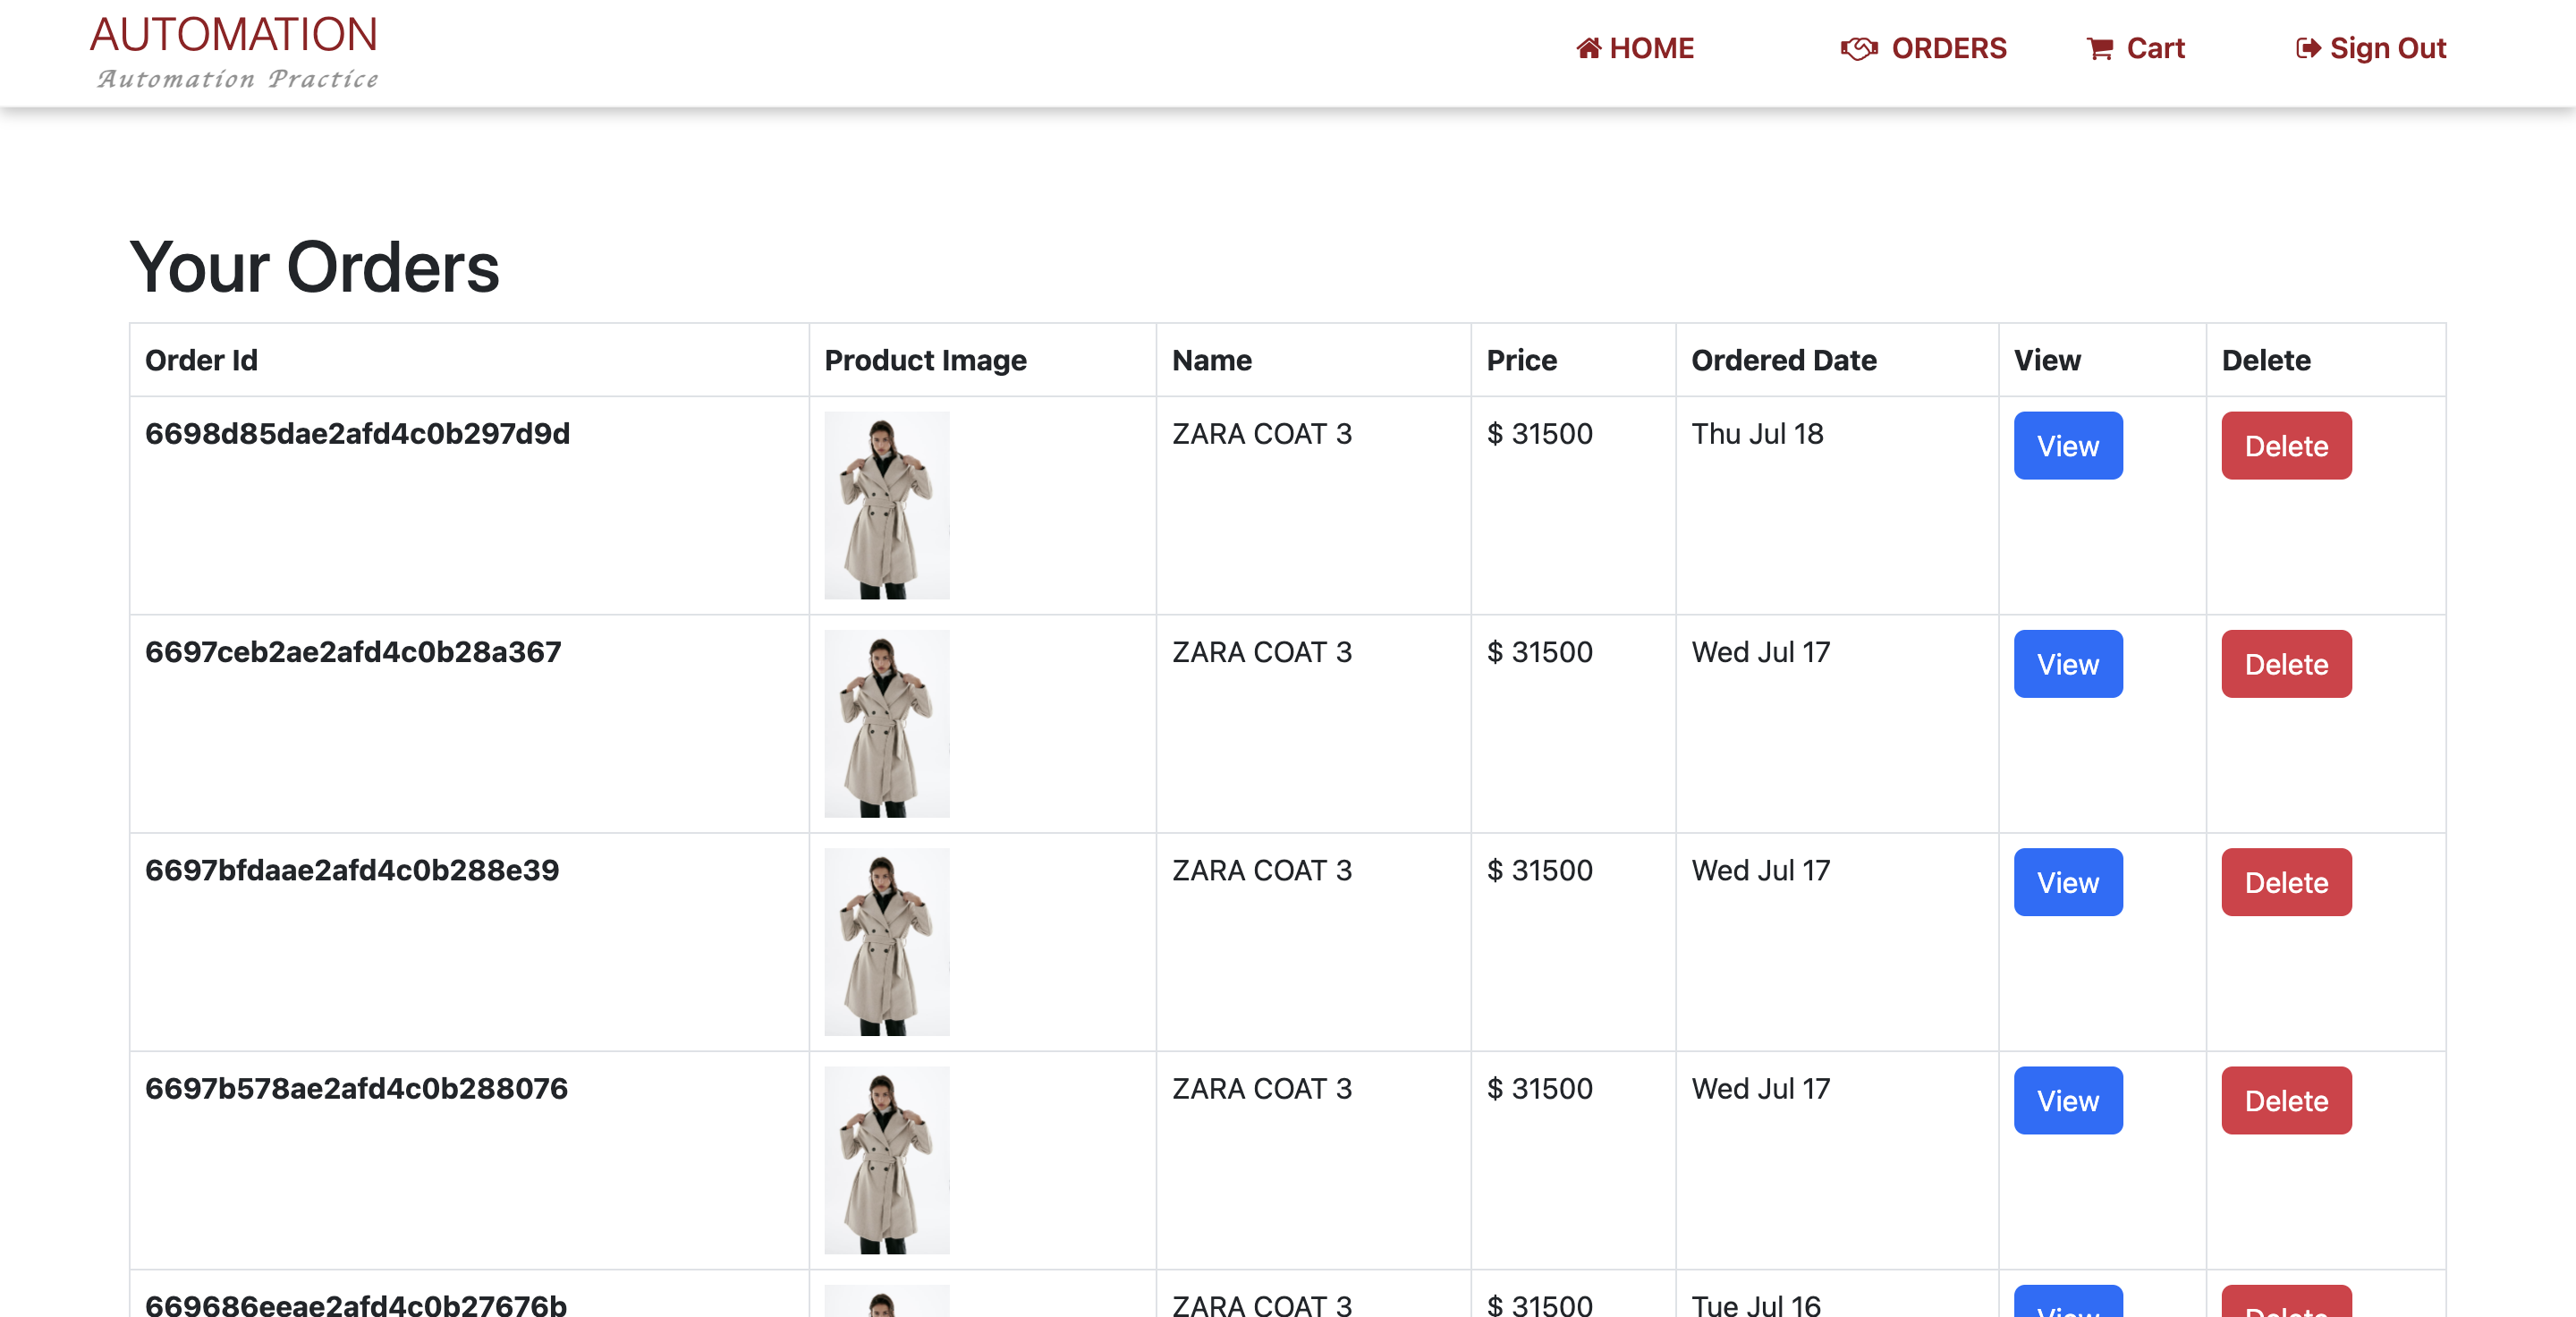 AUTOMATION
Automation Practice
HOME ORDERS Cart Sign Out
Your Orders
Order Id Product Image Name Price Ordered Date View Delete
6698d85dae2afd4c0b297d9d ZARA COAT 3 $ 31500 Thu Jul 18 View Delete
6697ceb2ae2afd4c0b28a367 ZARA COAT 3 $ 31500 Wed Jul 17 View Delete
6697bfdaae2afd4c0b288e39 ZARA COAT 3 $ 31500 Wed Jul 17 View Delete
6697b578ae2afd4c0b288076 ZARA COAT 3 $ 31500 Wed Jul 17 View Delete
669686eeae2afd4c0b27676b ZARA COAT 3 $ 31500 Tue Jul 16 View Delete